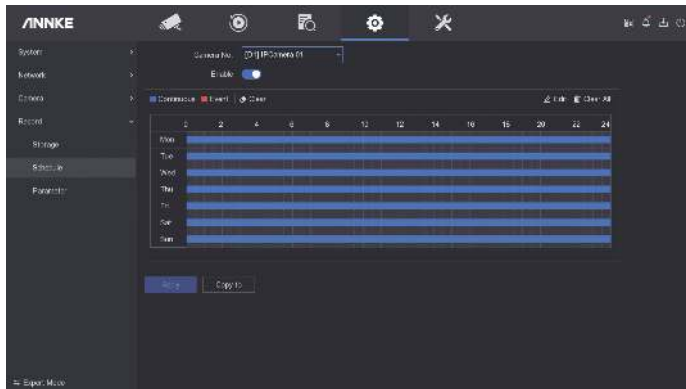 ANNKE
System
Network
Camera
Record
Storage
Schedule
Parameter
Camera No. [D1] IPCamera 01
Enable
Continuous Event Clear Edit Clear All
0 2 4 6 8 10 12 14 16 18 20 22 24
Mon
Tue
Wed
Thu
Fri
Sat
Sun
Apply Copy to
Expert Mode